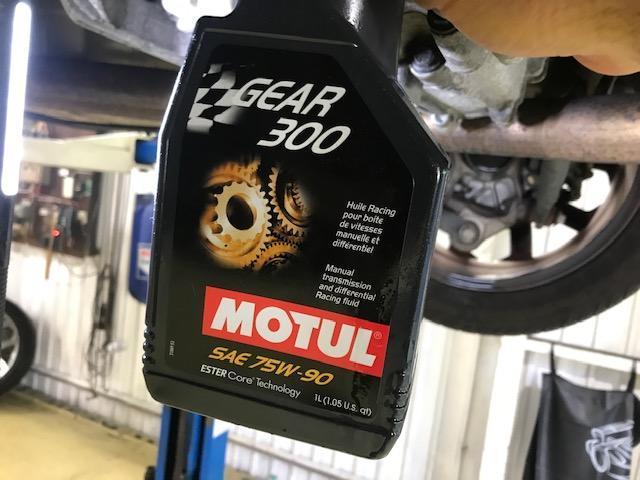 GEAR
300
Huile Racing
pour boîte
de vitesses
manuelle et
différentiel
Manual
transmission
and differential
Racing fluid
MOTUL
SAE 75W-90
ESTER Core® Technology
1L (1.05 U.S. qt)